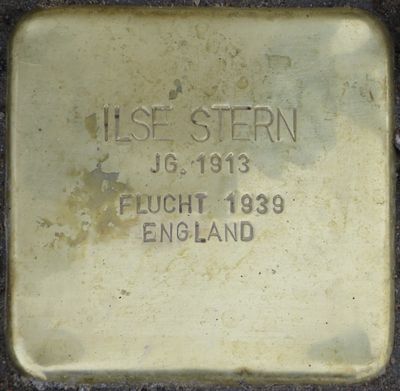 ILSE STERN
JG. 1913
FLUCHT 1939
ENGLAND